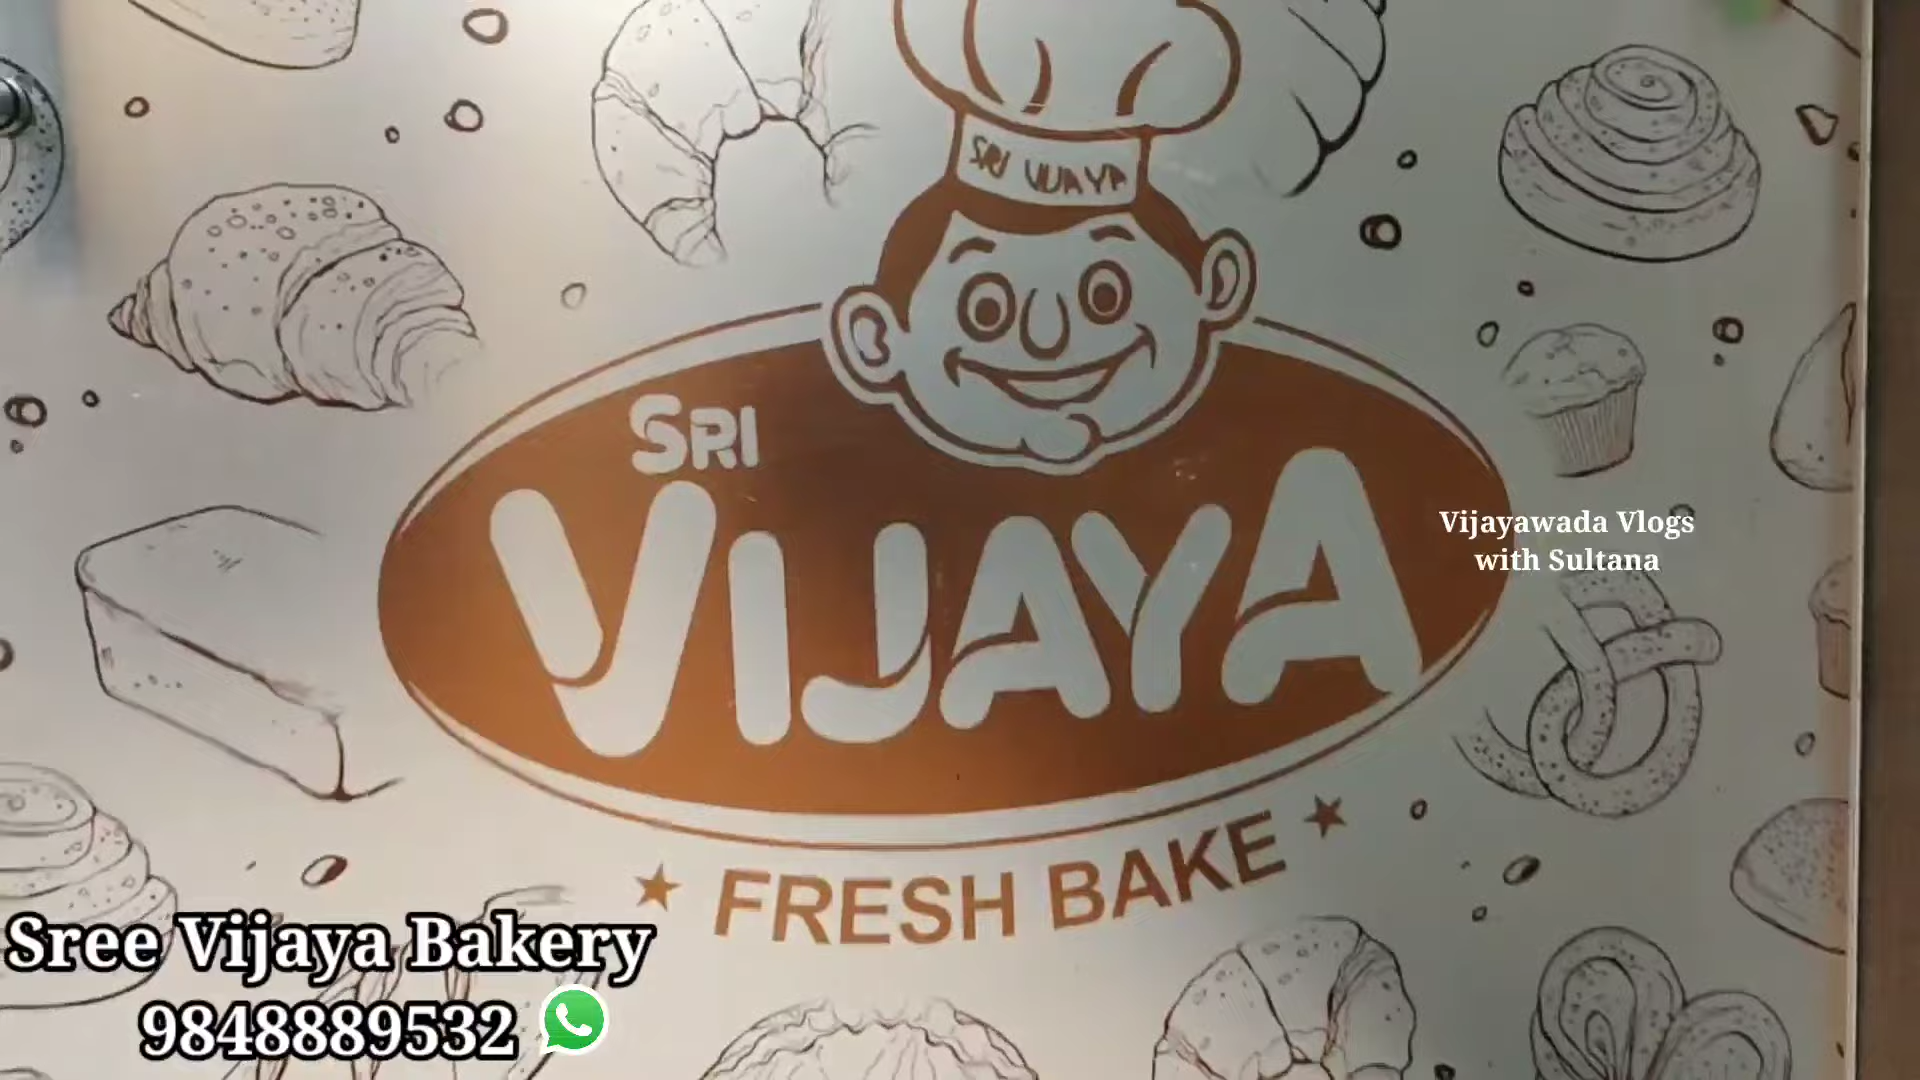 SRI VIJAYA
SRI
VIJAYA
Vijayawada Vlogs
with Sultana
FRESH BAKE
Sree Vijaya Bakery
9848889532